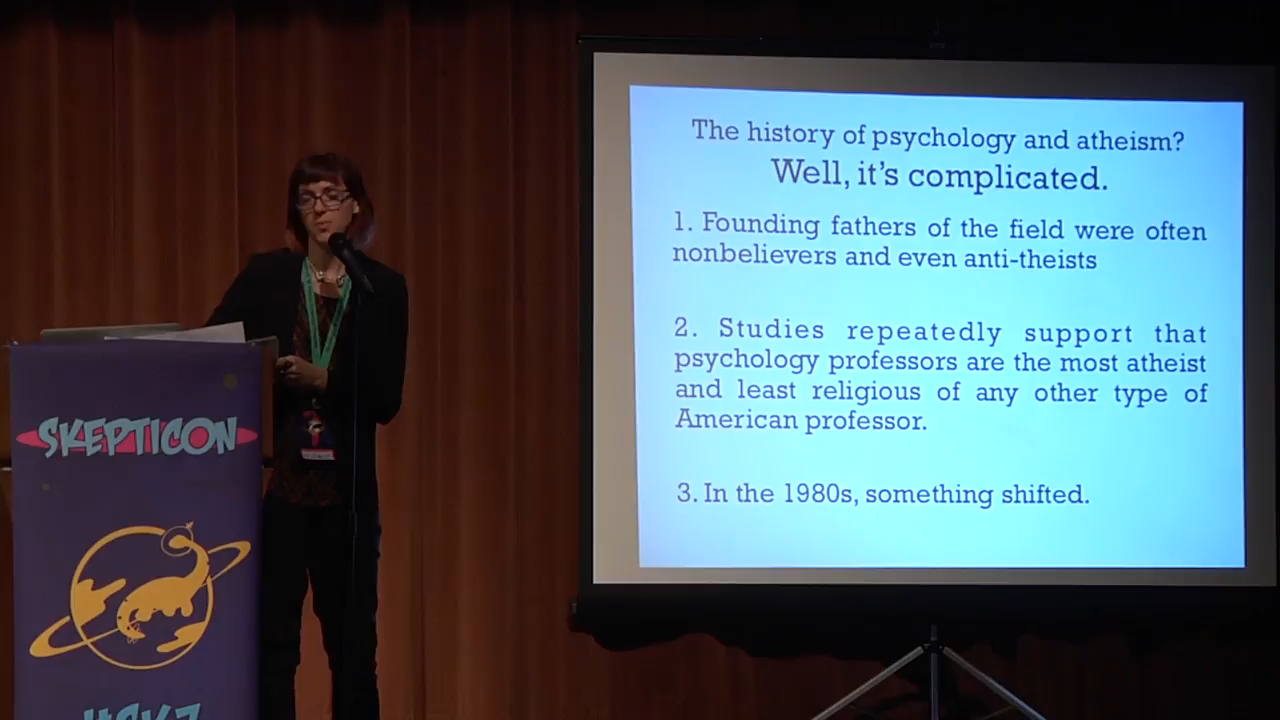 The history of psychology and atheism?
Well, it's complicated.
1. Founding fathers of the field were often
nonbelievers and even anti-theists
2. Studies repeatedly support that
psychology professors are the most atheist
and least religious of any other type of
American professor.
3. In the 1980s, something shifted.
SKEPTICON